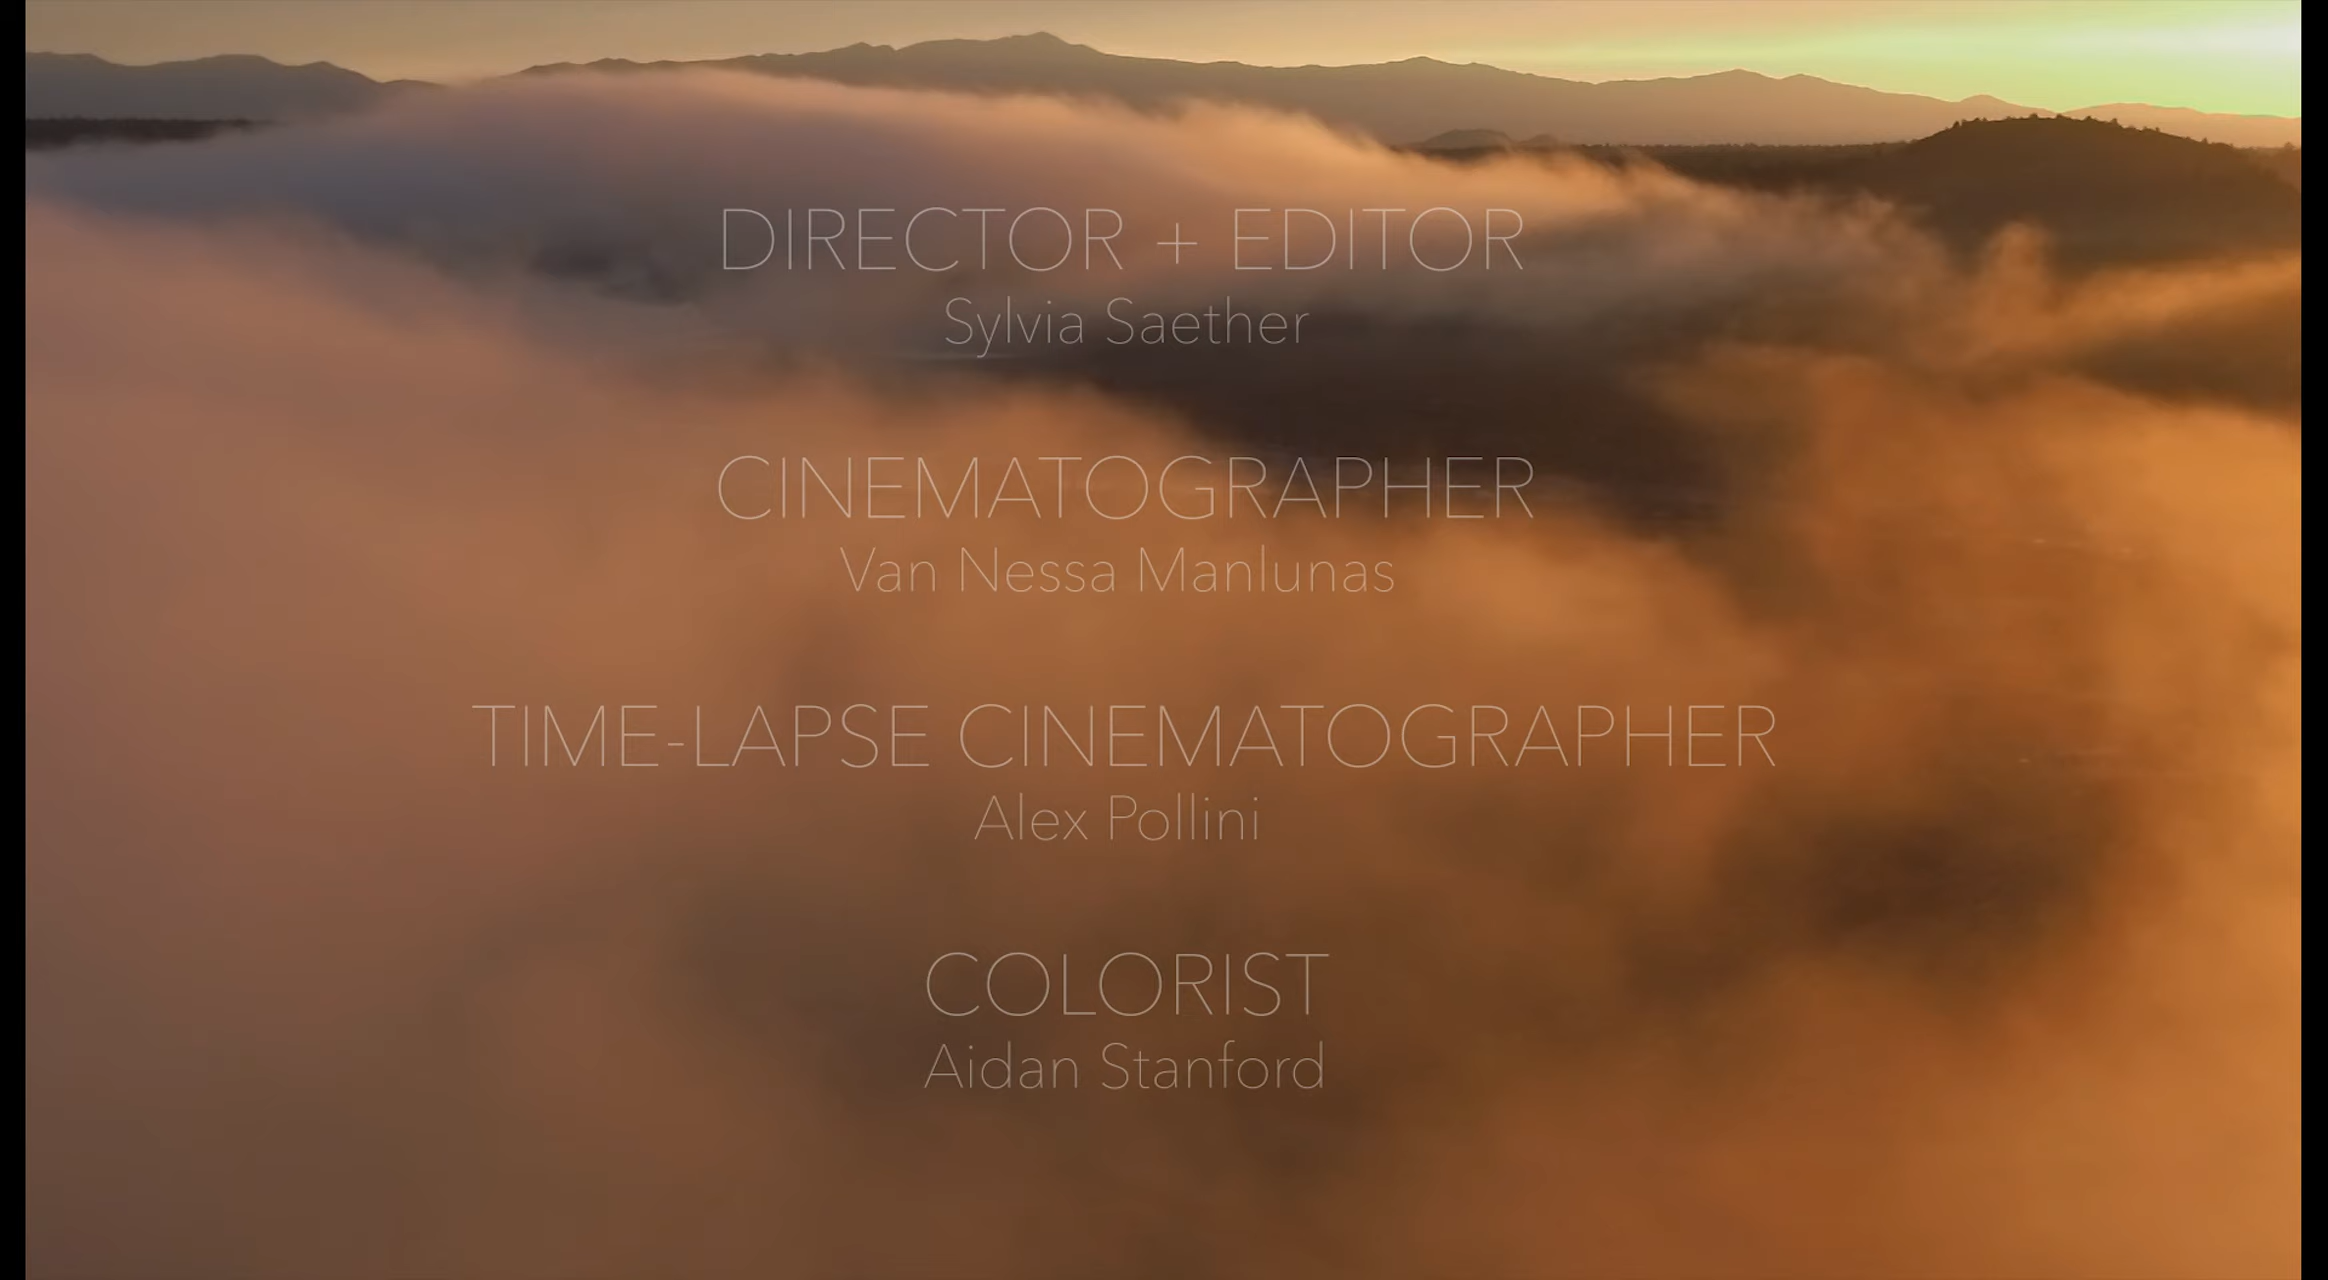 DIRECTOR + EDITOR
Sylvia Saether
CINEMATOGRAPHER
Van Nessa Manlunas
TIME-LAPSE CINEMATOGRAPHER
Alex Pollini
COLORIST
Aidan Stanford